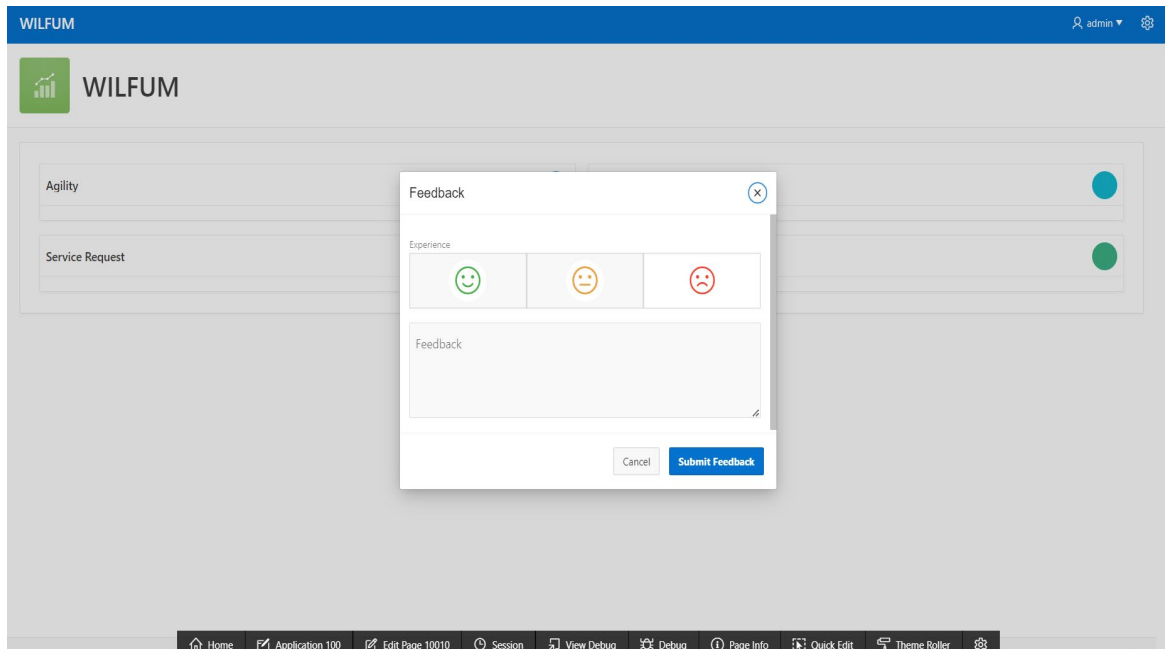 WILFUM
admin
WILFUM
Agility
Service Request
Feedback
Experience
Feedback
Cancel Submit Feedback
Home Application 100 Edit Page 10010 Session View Debug Debug Page Info Quick Edit Theme Roller